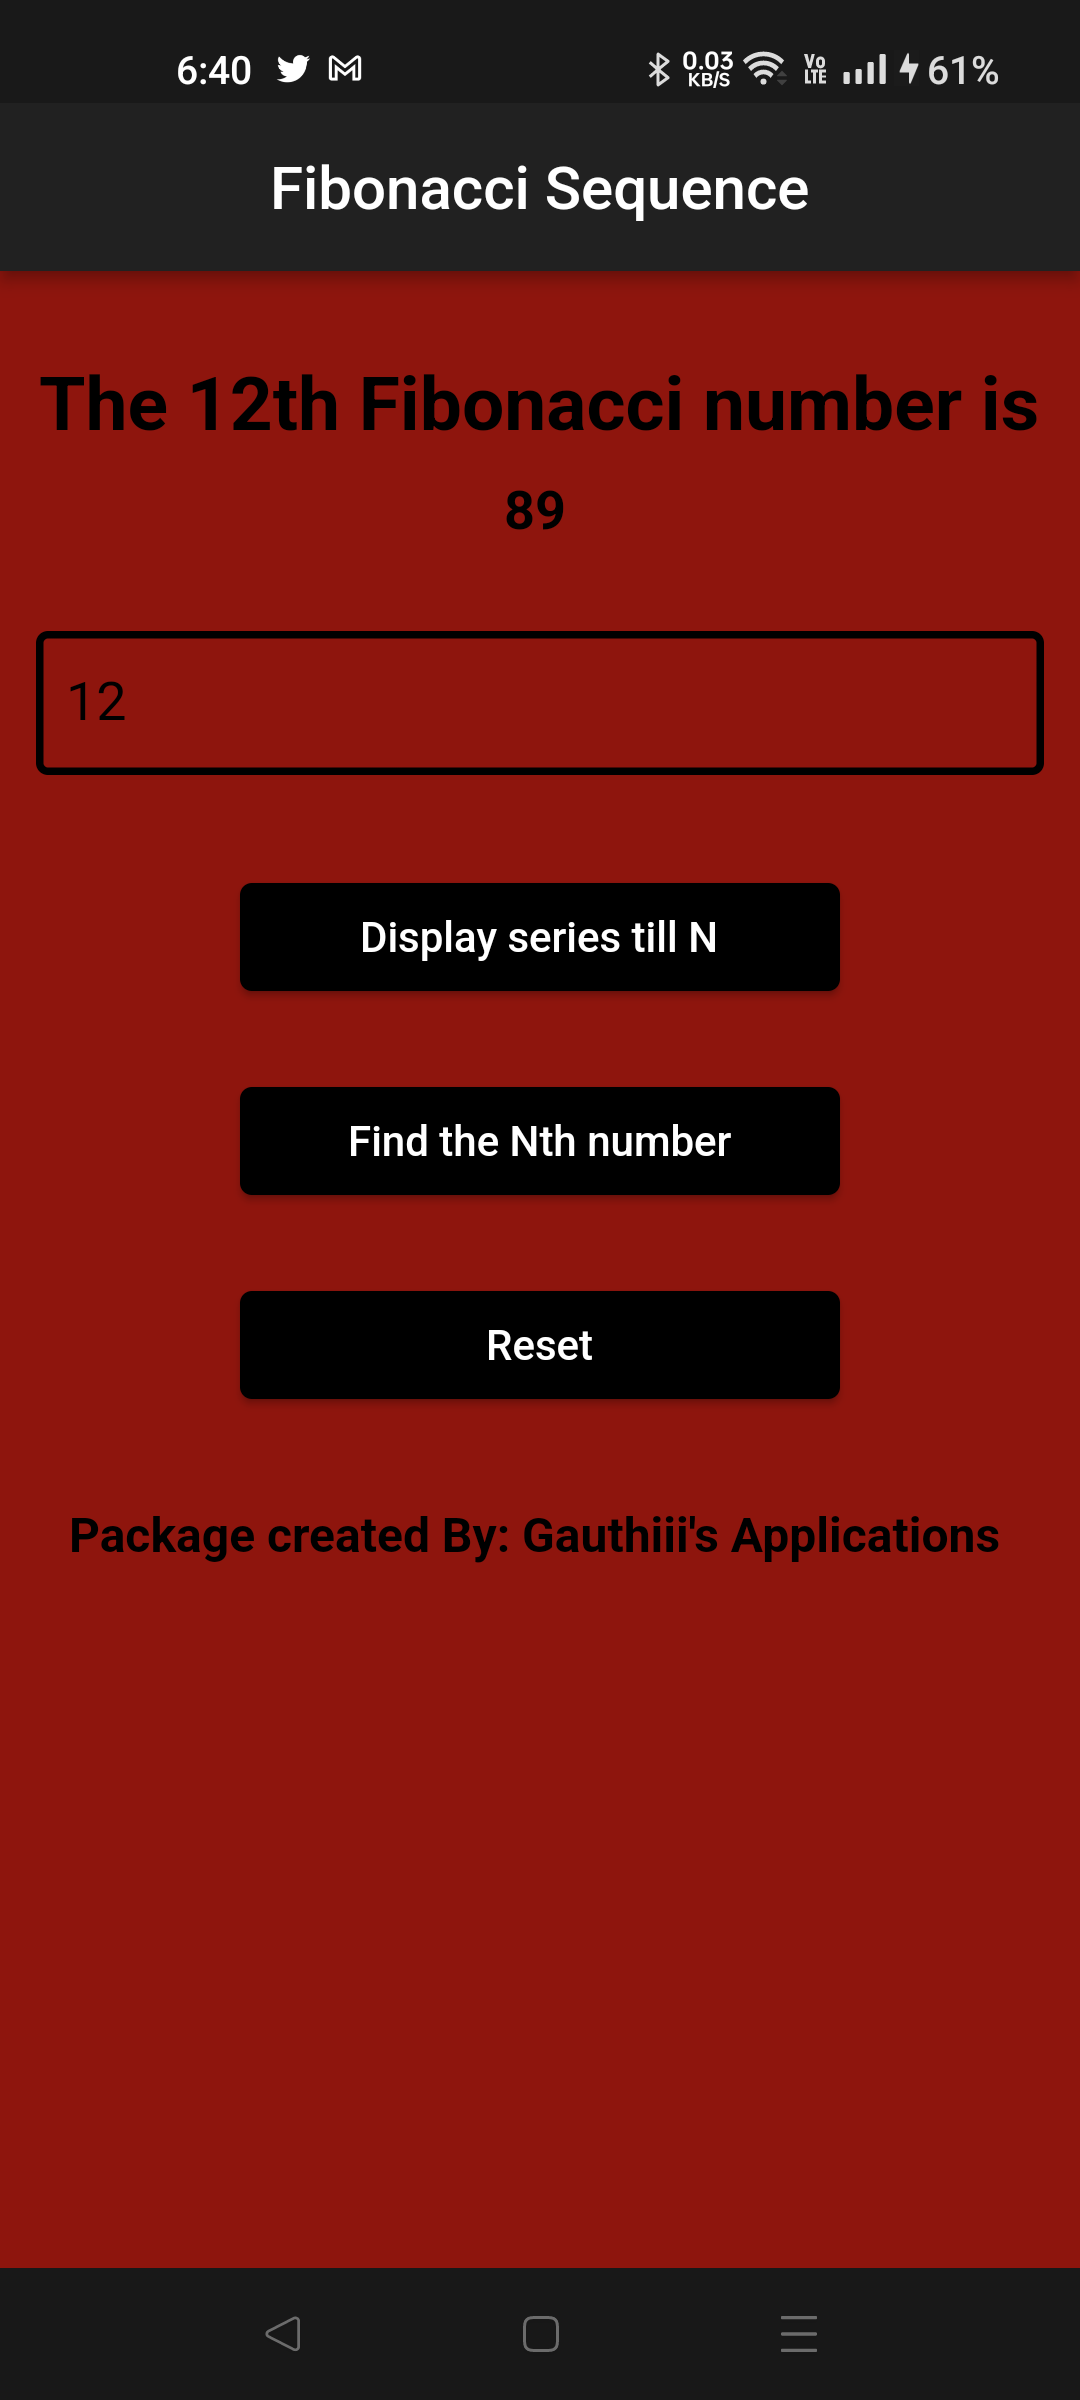 6:40 0.03 KB/S Vo LTE 61%
Fibonacci Sequence
The 12th Fibonacci number is
89
12
Display series till N
Find the Nth number
Reset
Package created By: Gauthiii's Applications